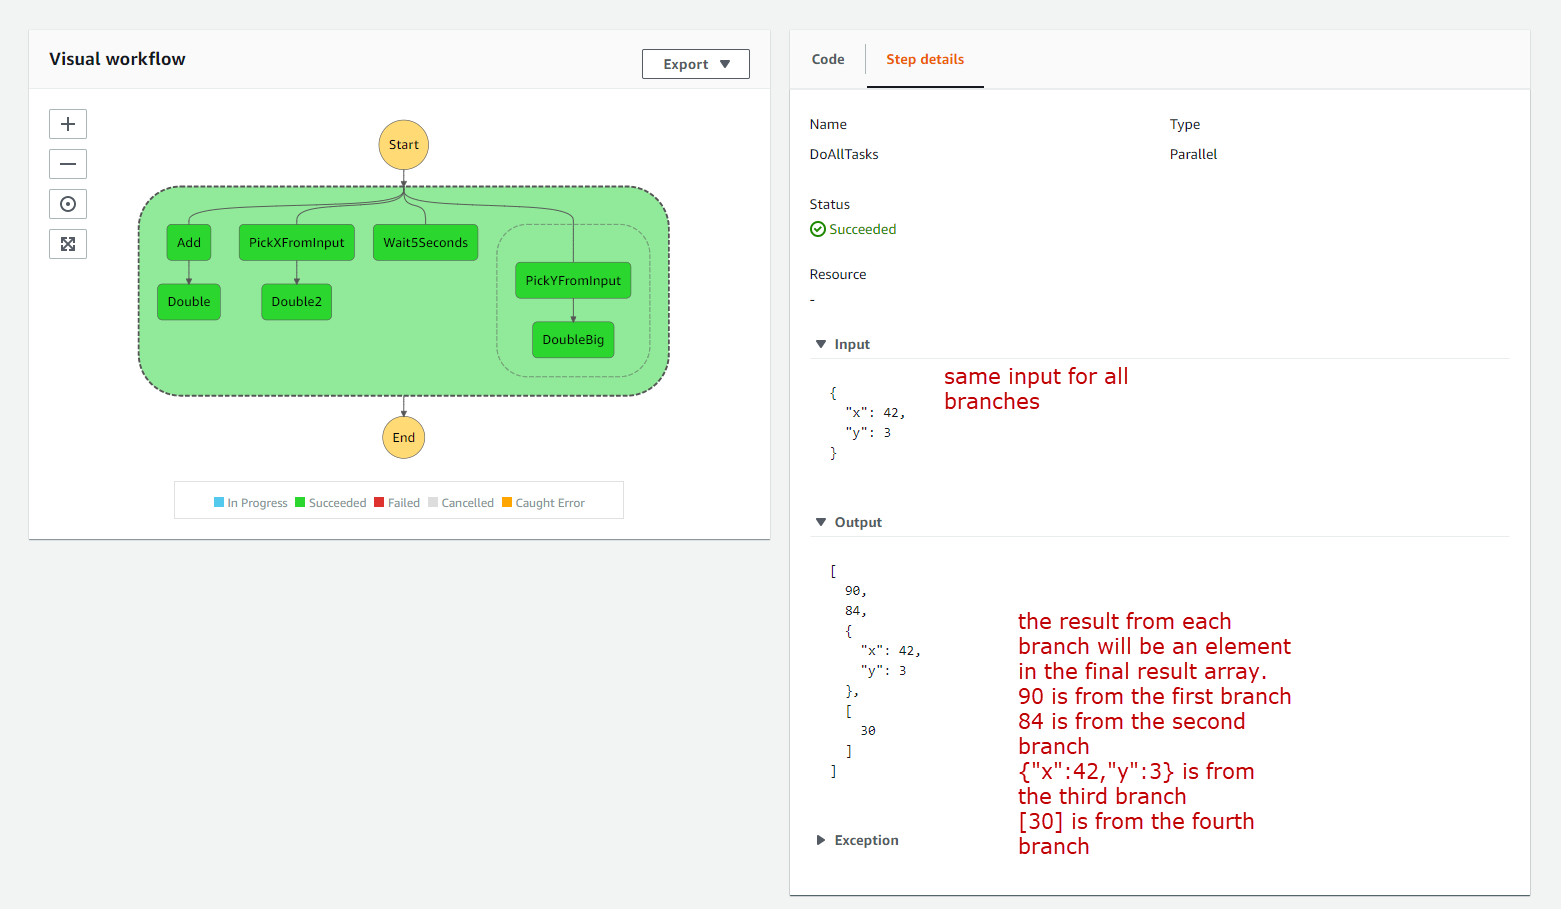 Visual workflow
Export
Start
Add
PickXFromInput
Wait5Seconds
PickYFromInput
Double
Double2
DoubleBig
End
In Progress Succeeded Failed Cancelled Caught Error
Code Step details
Name Type
DoAllTasks Parallel
Status
Succeeded
Resource
-
Input
{
"x": 42,
"y": 3
}
same input for all
branches
Output
[
90,
84,
{
"x": 42,
"y": 3
},
[
30
]
]
the result from each
branch will be an element
in the final result array.
90 is from the first branch
84 is from the second
branch
{"x":42,"y":3} is from
the third branch
[30] is from the fourth
branch
Exception